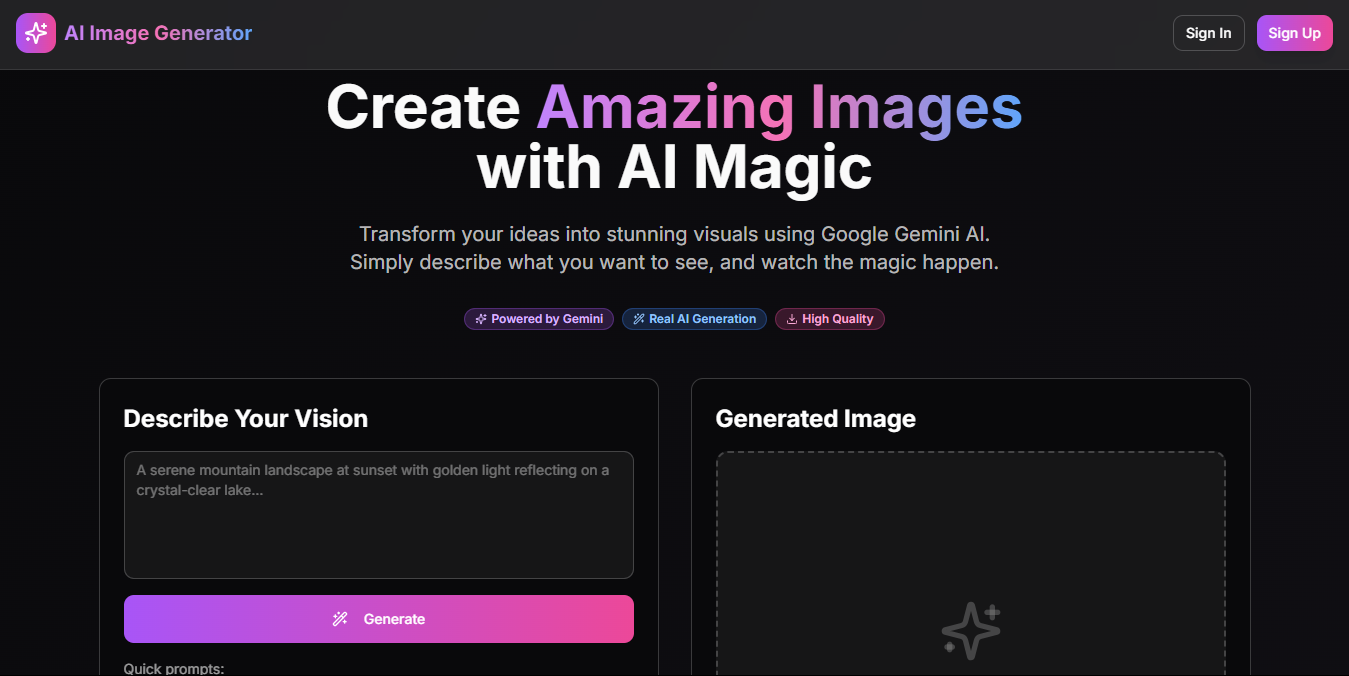 AI Image Generator
Sign In
Sign Up
Create Amazing Images
with AI Magic
Transform your ideas into stunning visuals using Google Gemini AI.
Simply describe what you want to see, and watch the magic happen.
Powered by Gemini
Real AI Generation
High Quality
Describe Your Vision
A serene mountain landscape at sunset with golden light reflecting on a
crystal-clear lake...
Generate
Quick prompts:
Generated Image